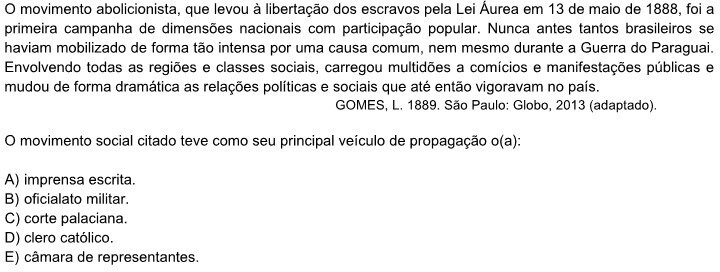 O movimento abolicionista, que levou à libertação dos escravos pela Lei Áurea em 13 de maio de 1888, foi a
primeira campanha de dimensões nacionais com participação popular. Nunca antes tantos brasileiros se
haviam mobilizado de forma tão intensa por uma causa comum, nem mesmo durante a Guerra do Paraguai.
Envolvendo todas as regiões e classes sociais, carregou multidões a comícios e manifestações públicas e
mudou de forma dramática as relações políticas e sociais que até então vigoravam no país.
GOMES, L. 1889. São Paulo: Globo, 2013 (adaptado).
O movimento social citado teve como seu principal veículo de propagação o(a):
A) imprensa escrita.
B) oficialato militar.
C) corte palaciana.
D) clero católico.
E) câmara de representantes.